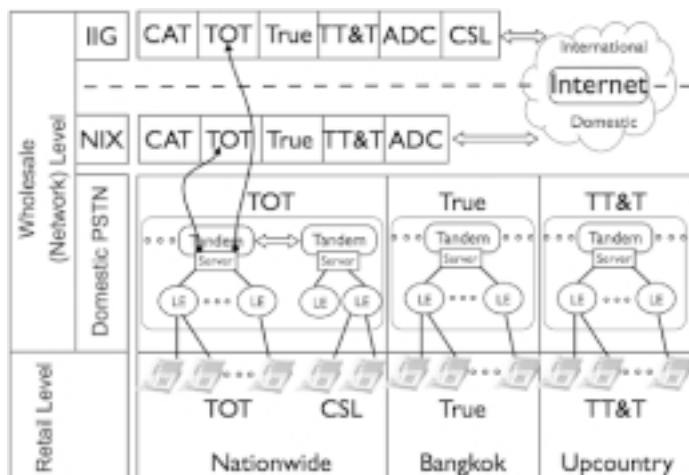 IIG CAT TOT True TT&T ADC CSL
International
Internet
Domestic
NIX CAT TOT True TT&T ADC
Wholesale
(Network) Level
Domestic PSTN
TOT True TT&T
Tandem Tandem Tandem Tandem
Server Server Server Server
LE LE LE LE LE LE LE LE
Retail Level
TOT CSL True TT&T
Nationwide Bangkok Upcountry